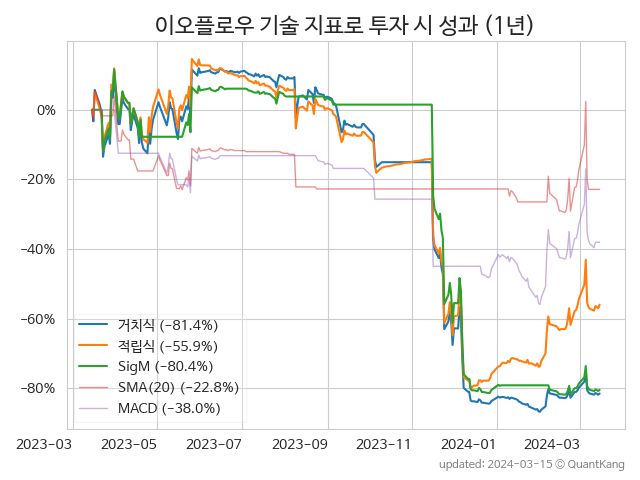 이오플로우 기술 지표로 투자 시 성과 (1년)
0%
−20%
−40%
−60%
−80%
거치식 (−81.4%)
적립식 (−55.9%)
SigM (−80.4%)
SMA(20) (−22.8%)
MACD (−38.0%)
2023−03
2023−05
2023−07
2023−09
2023−11
2024−01
2024−03
updated: 2024−03−15 © QuantKang